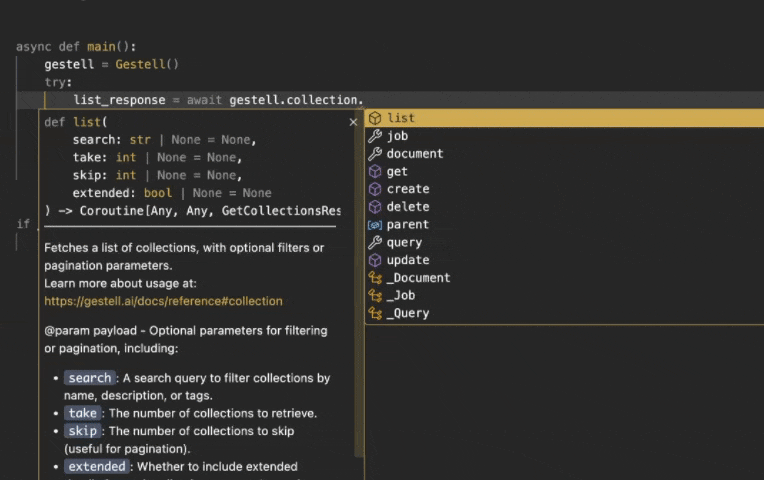 async def main():
gestell = Gestell()
try:
list_response = await gestell.collection.
def list(
search: str | None = None,
take: int | None = None,
skip: int | None = None,
extended: bool | None = None
) -> Coroutine[Any, Any, GetCollectionsRes
Fetches a list of collections, with optional filters or
pagination parameters.
Learn more about usage at:
https://gestell.ai/docs/reference#collection
@param payload - Optional parameters for filtering
or pagination, including:
• search: A search query to filter collections by
name, description, or tags.
• take: The number of collections to retrieve.
• skip: The number of collections to skip
(useful for pagination).
• extended: Whether to include extended
list
job
document
get
create
delete
parent
query
update
_Document
_Job
_Query
if